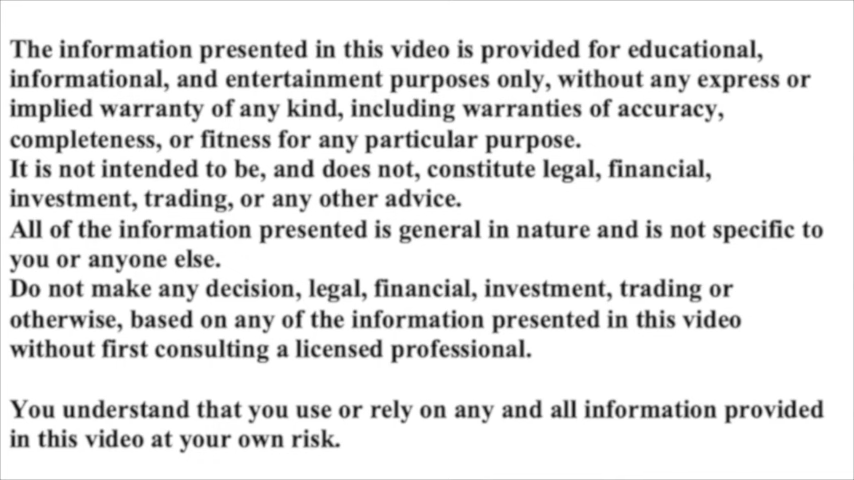 The information presented in this video is provided for educational,
informational, and entertainment purposes only, without any express or
implied warranty of any kind, including warranties of accuracy,
completeness, or fitness for any particular purpose.
It is not intended to be, and does not, constitute legal, financial,
investment, trading, or any other advice.
All of the information presented is general in nature and is not specific to
you or anyone else.
Do not make any decision, legal, financial, investment, trading or
otherwise, based on any of the information presented in this video
without first consulting a licensed professional.
You understand that you use or rely on any and all information provided
in this video at your own risk.